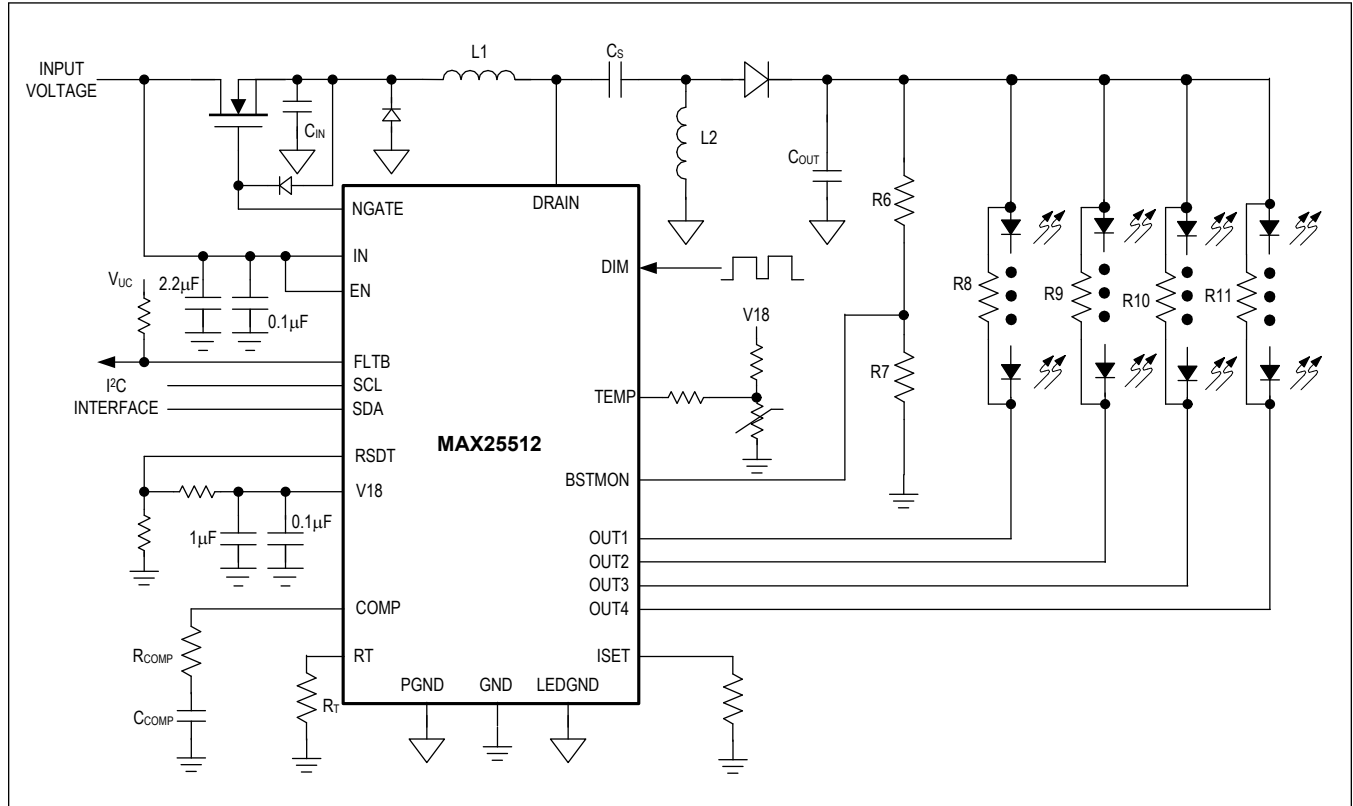 L1
Cs
INPUT
VOLTAGE
CIN
L2
COUT
R6
NGATE
DRAIN
IN
DIM
EN
VUC
2.2µF
0.1µF
V18
R8
R9
R10
R11
FLTB
I²C
INTERFACE
SCL
SDA
TEMP
R7
MAX25512
RSDT
V18
BSTMON
1µF
0.1µF
OUT1
OUT2
OUT3
OUT4
COMP
RCOMP
RT
ISET
CCOMP
RT
PGND
GND
LEDGND